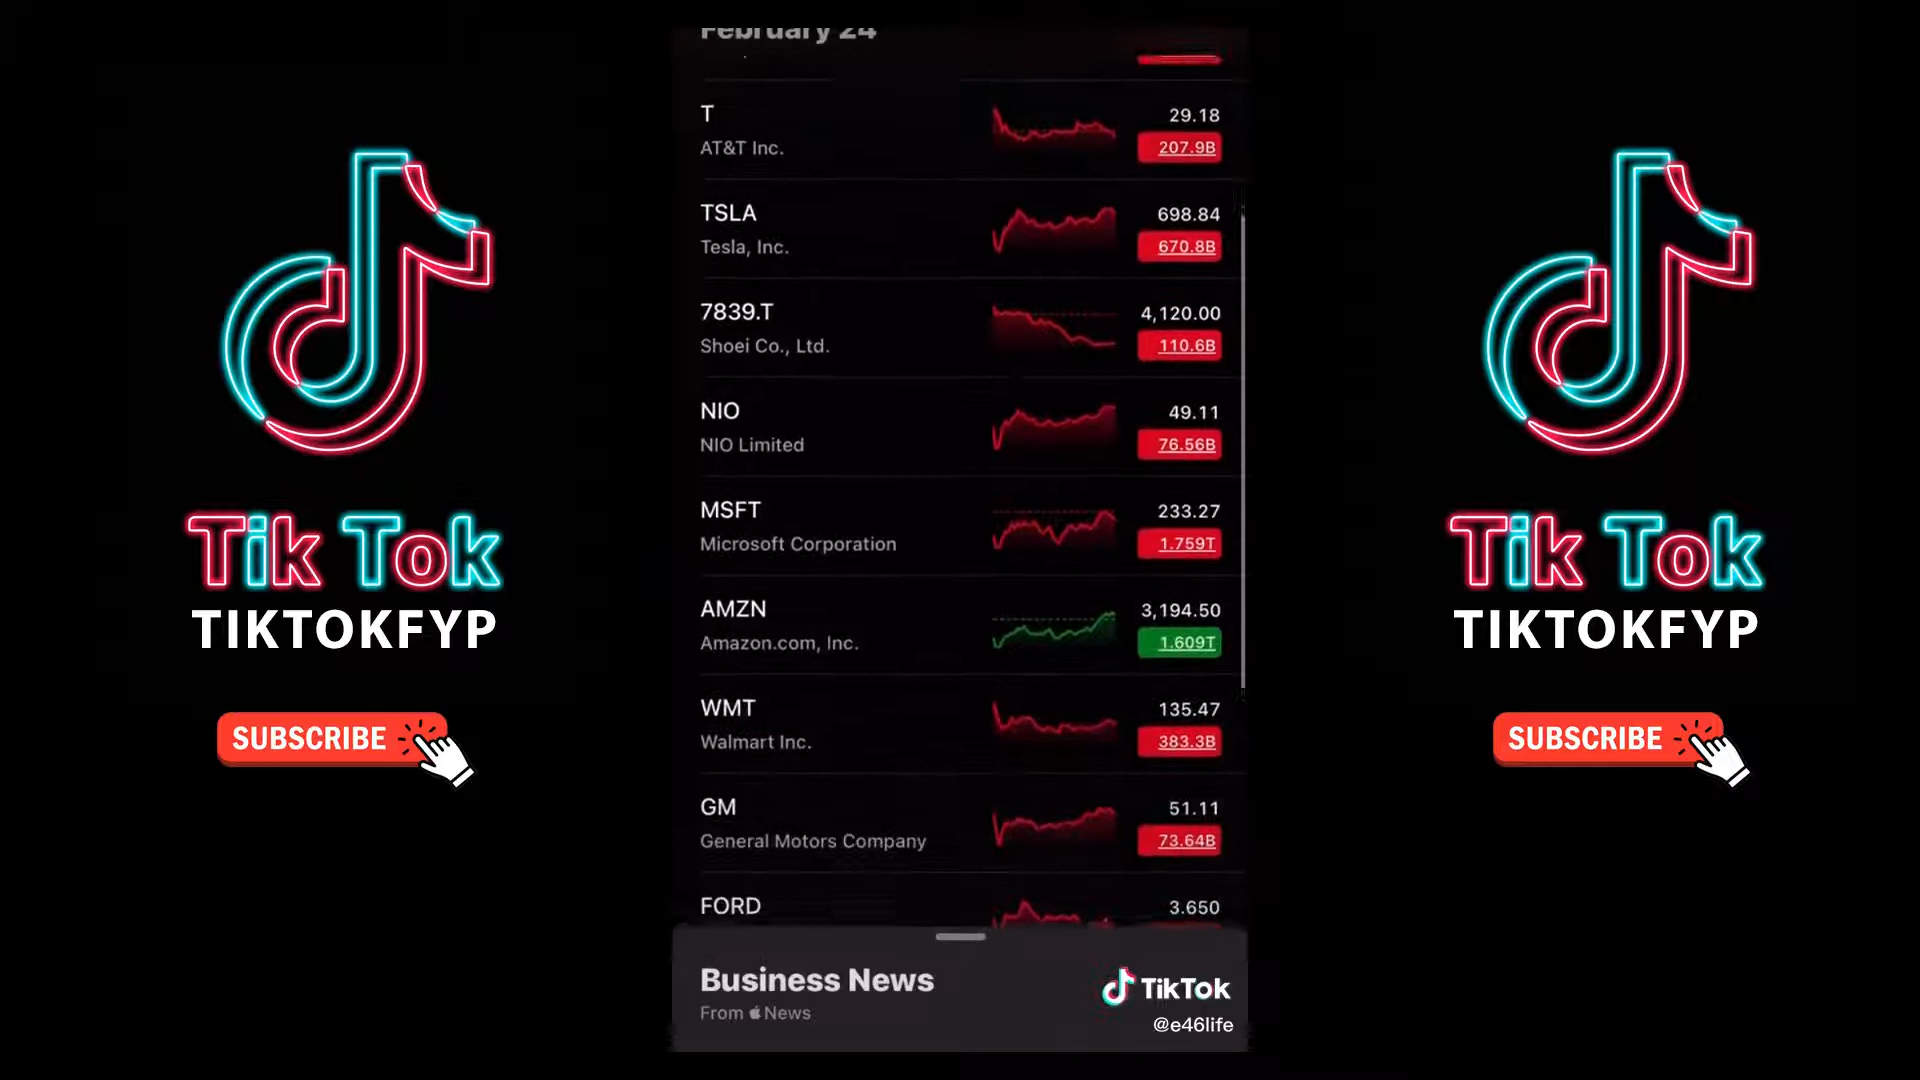 February 24
T
29.18
AT&T Inc.
207.9B
TSLA
698.84
Tesla, Inc.
670.8B
7839.T
4,120.00
Shoei Co., Ltd.
110.6B
NIO
49.11
NIO Limited
76.56B
MSFT
233.27
Microsoft Corporation
1.759T
AMZN
3,194.50
Amazon.com, Inc.
1.609T
WMT
135.47
Walmart Inc.
383.3B
GM
51.11
General Motors Company
73.64B
FORD
3.650
Business News
From News
TikTok
@e46life
Tik Tok
TIKTOKFYP
SUBSCRIBE
Tik Tok
TIKTOKFYP
SUBSCRIBE